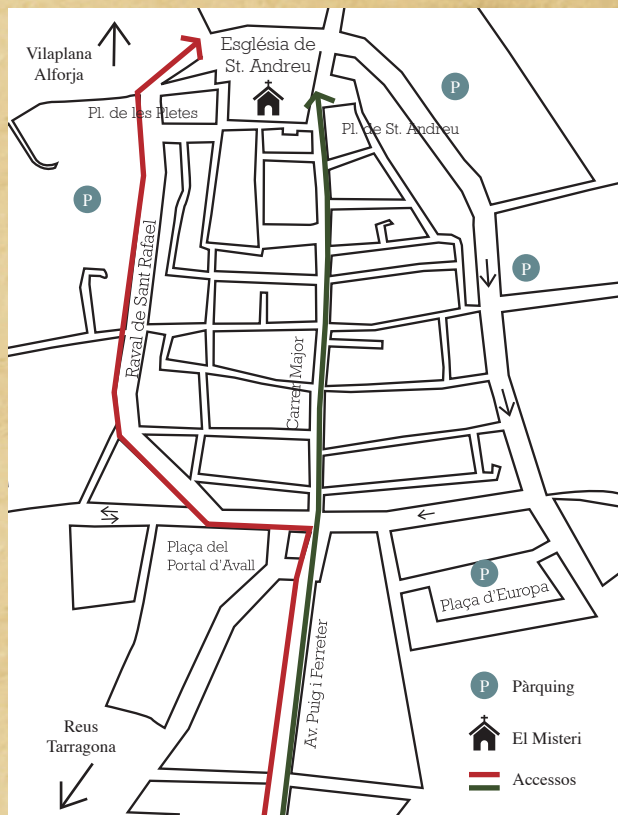 Vilaplana
Alforja
Església de
St. Andreu
Pl. de les Pletes
Pl. de St. Andreu
P
P
P
Raval de Sant Rafael
Carrer Major
Plaça del
Portal d'Avall
P
Plaça d'Europa
Av. Puig i Ferreter
Reus
Tarragona
P Pàrquing
El Misteri
Accessos